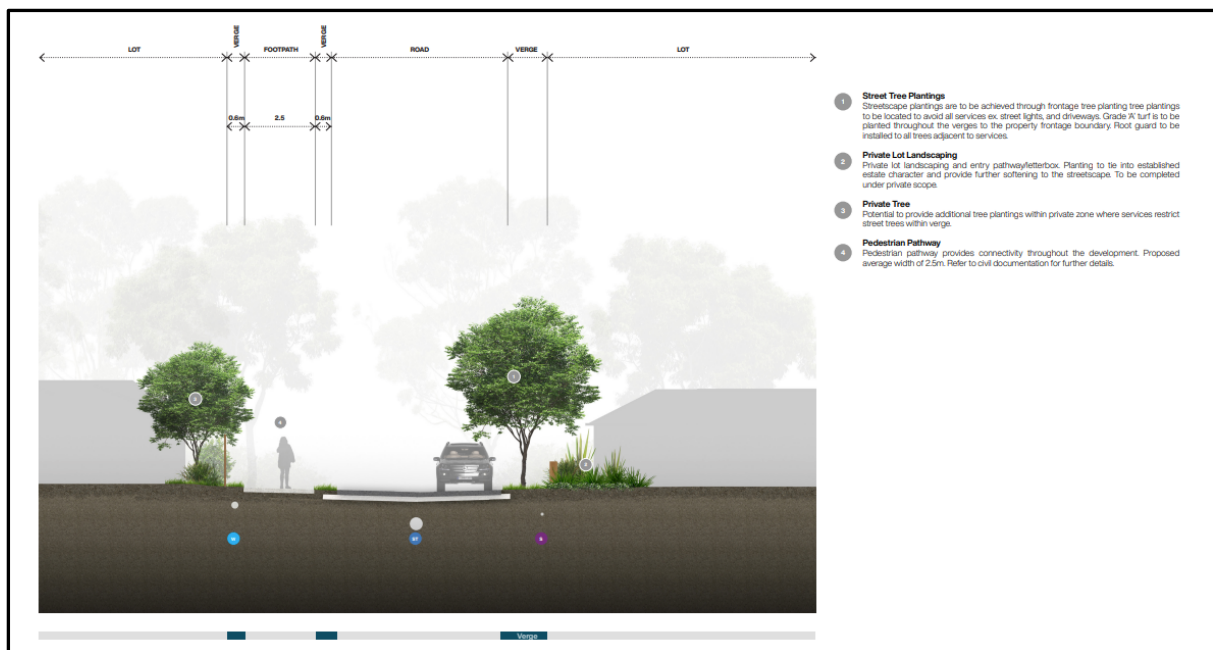 VERGE
VERGE
LOT
FOOTPATH
ROAD
VERGE
LOT
0.6m
2.5
0.6m
1
Street Tree Plantings
Streetscape plantings are to be achieved through frontage tree planting tree plantings
to be located to avoid all services ex. street lights, and driveways. Grade 'A' turf is to be
planted throughout the verges to the property frontage boundary. Root guard to be
installed to all trees adjacent to services.
2
Private Lot Landscaping
Private lot landscaping and entry pathway/letterbox. Planting to tie into established
estate character and provide further softening to the streetscape. To be completed
under private scope.
3
Private Tree
Potential to provide additional tree plantings within private zone where services restrict
street trees within verge.
4
Pedestrian Pathway
Pedestrian pathway provides connectivity throughout the development. Proposed
average width of 2.5m. Refer to civil documentation for further details.
1
3
4
2
W
ST
S
Verge